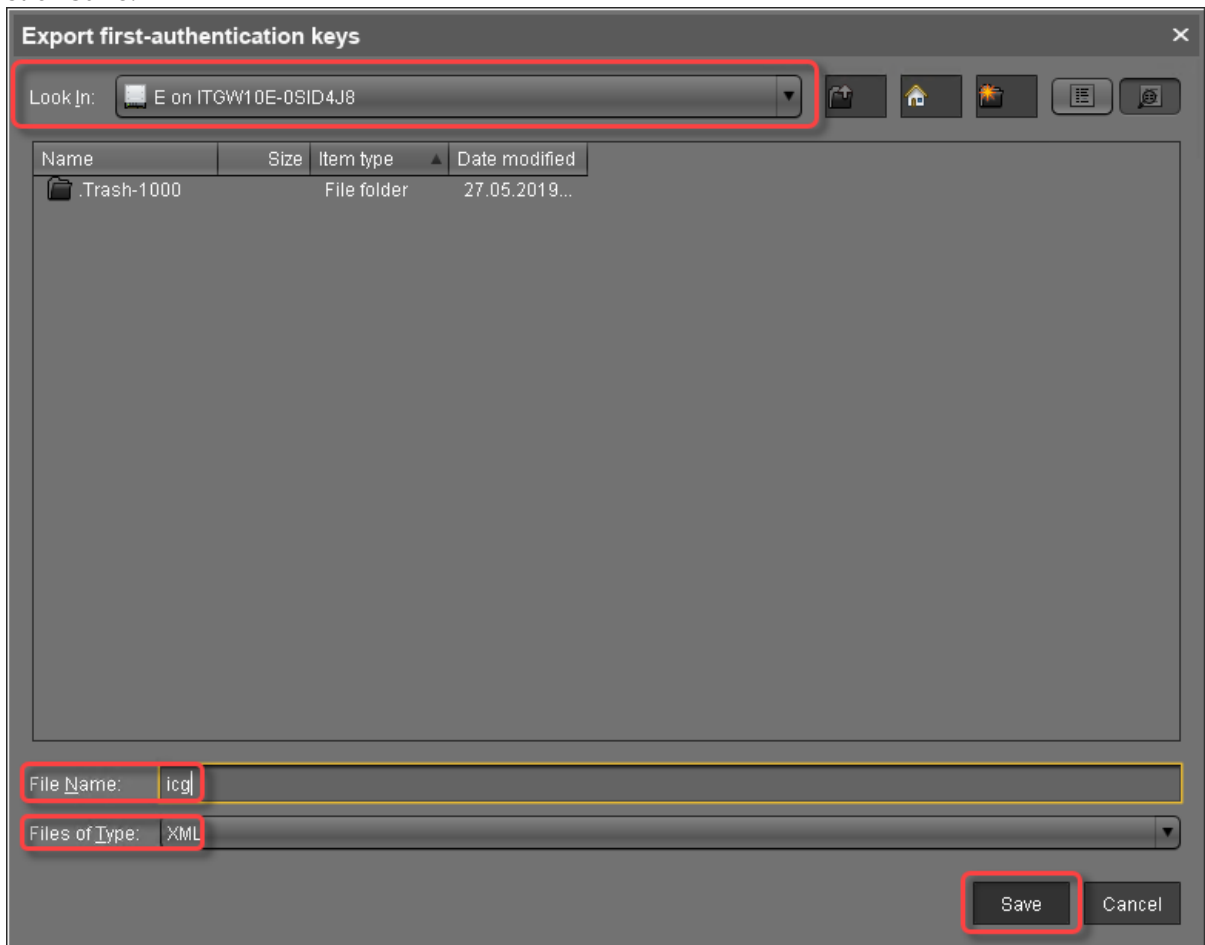 Export first-authentication keys
Look In: E on ITGW10E-0SID4J8
Name Size Item type Date modified
.Trash-1000 File folder 27.05.2019...
File Name: icg
Files of Type: XML
Save Cancel